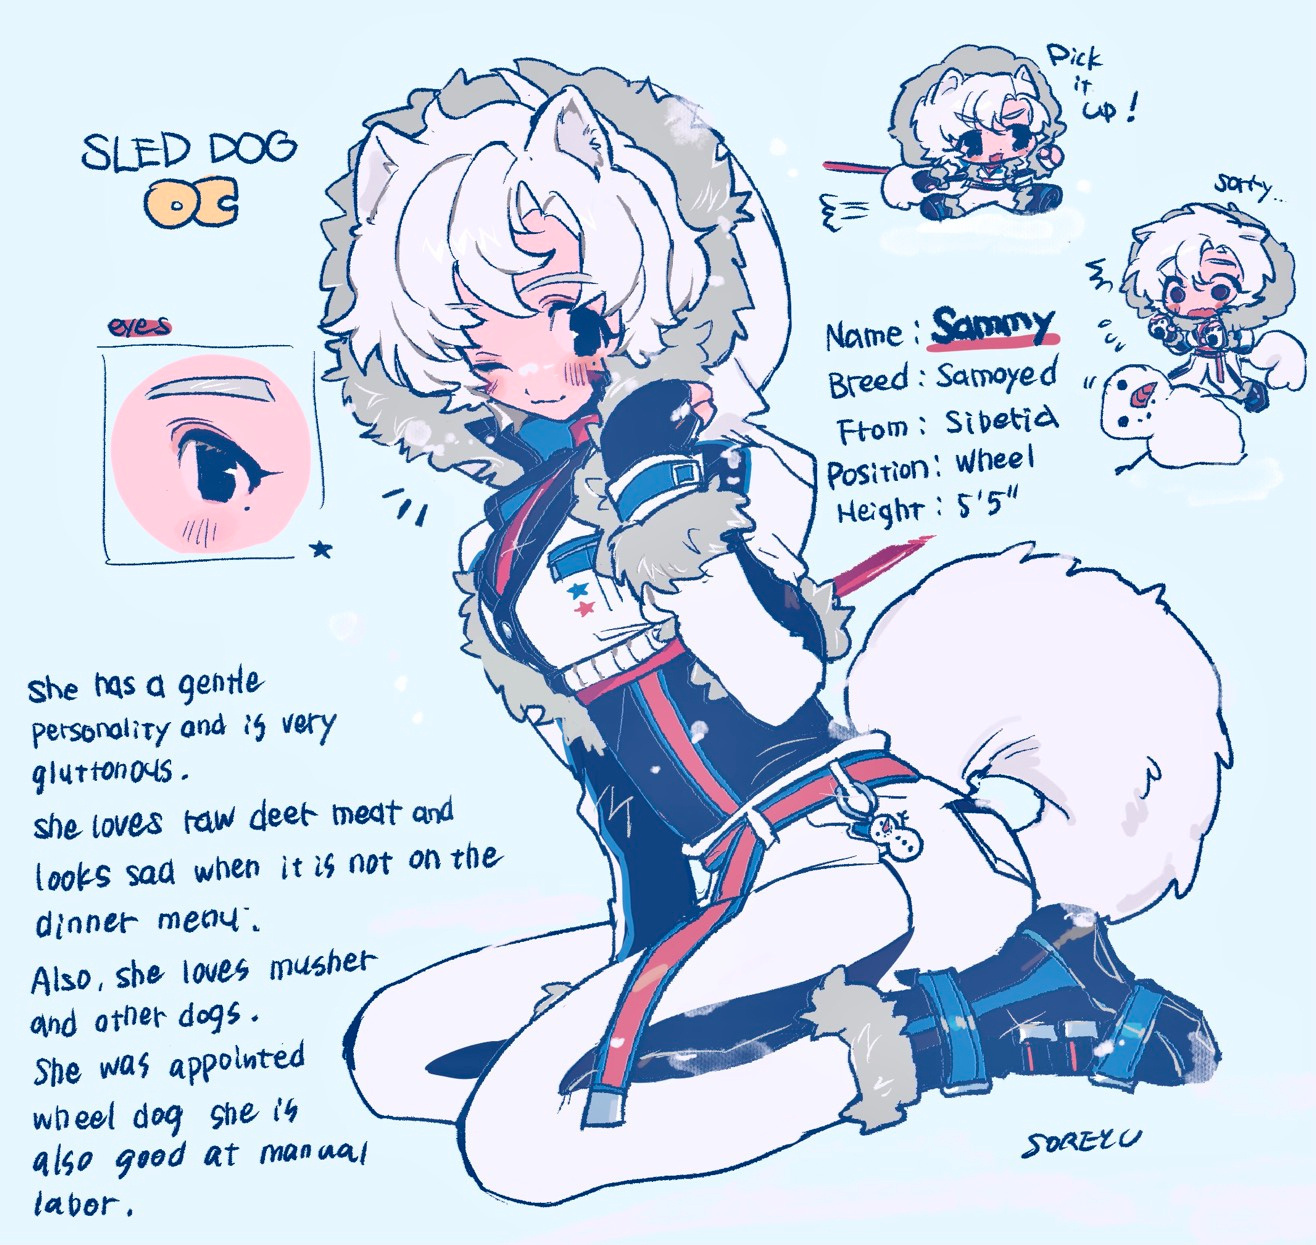 SLED DOG
OC
eyes
Pick
it
up!
sorry...
Name: Sammy
Breed: Samoyed
From: Siberia
Position: Wheel
Height: 5'5"
She has a gentle
personality and is very
gluttonous.
she loves raw deer meat and
looks sad when it is not on the
dinner menu.
Also, she loves musher
and other dogs.
She was appointed
wheel dog she is
also good at manual
labor.
SOREYU